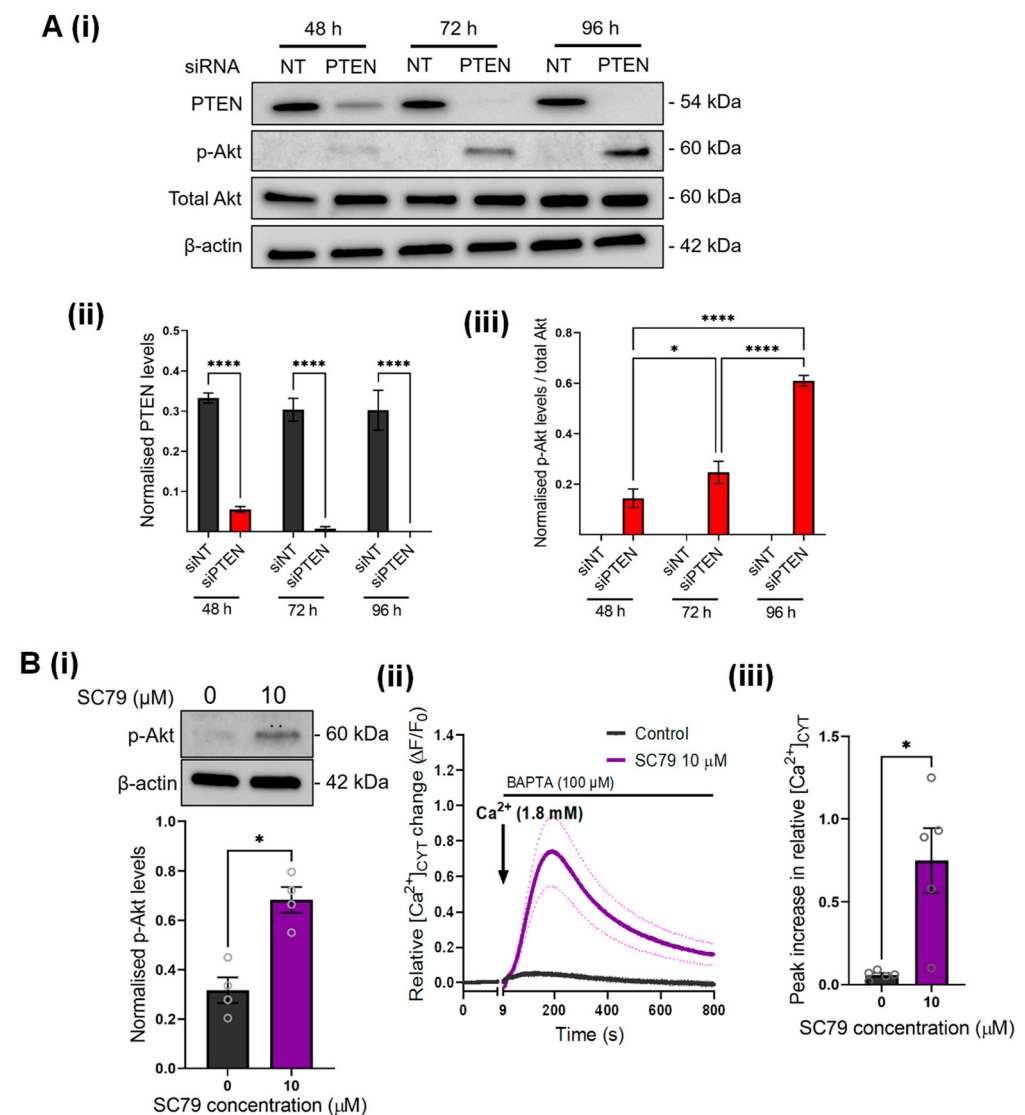 A (i)
48 h 72 h 96 h
siRNA NT PTEN NT PTEN NT PTEN
PTEN - 54 kDa
p-Akt - 60 kDa
Total Akt - 60 kDa
β-actin - 42 kDa
(ii)
Normalised PTEN levels
0.5
0.4
0.3
0.2
0.1
**** **** ****
siNT siPTEN siNT siPTEN siNT siPTEN
48 h 72 h 96 h
(iii)
Normalised p-Akt levels / total Akt
0.8
0.6
0.4
0.2
****
* ****
siNT siPTEN siNT siPTEN siNT siPTEN
48 h 72 h 96 h
B (i)
SC79 (μM) 0 10
p-Akt - 60 kDa
β-actin - 42 kDa
Normalised p-Akt levels
1.0
0.8
0.6
0.4
0.2
0.0
*
0 10
SC79 concentration (μM)
(ii)
Relative [Ca²⁺]CYT change (ΔF/F₀)
1.4
1.2
1.0
0.8
0.6
0.4
0.2
0.0
Control
SC79 10 μM
BAPTA (100 μM)
Ca²⁺ (1.8 mM)
0 9 200 400 600 800
Time (s)
(iii)
Peak increase in relative [Ca²⁺]CYT
1.5
1.0
0.5
0.0
*
0 10
SC79 concentration (μM)